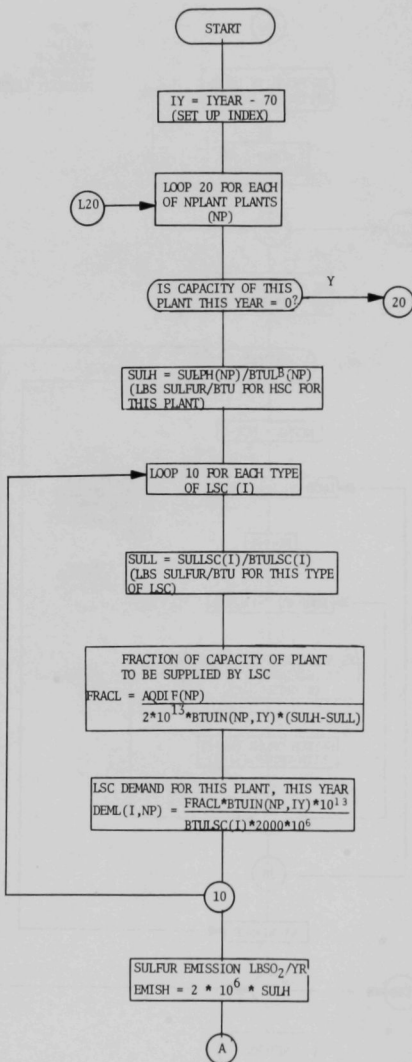 START
IY = IYEAR - 70
(SET UP INDEX)
L20
LOOP 20 FOR EACH
OF NPLANT PLANTS
(NP)
IS CAPACITY OF THIS
PLANT THIS YEAR = 0?
Y
20
SULH = SULPH(NP)/BTULB(NP)
(LBS SULFUR/BTU FOR HSC FOR
THIS PLANT)
LOOP 10 FOR EACH TYPE
OF LSC (I)
SULL = SULLSC(I)/BTULSC(I)
(LBS SULFUR/BTU FOR THIS TYPE
OF LSC)
FRACTION OF CAPACITY OF PLANT
TO BE SUPPLIED BY LSC
FRACL = AQDIF(NP)
2*10^13*BTUIN(NP,IY)*(SULH-SULL)
LSC DEMAND FOR THIS PLANT, THIS YEAR
DEML(I,NP) = FRACL*BTUIN(NP,IY)*10^13
BTULSC(I)*2000*10^6
10
SULFUR EMISSION LBSO2/YR
EMISH = 2 * 10^6 * SULH
A